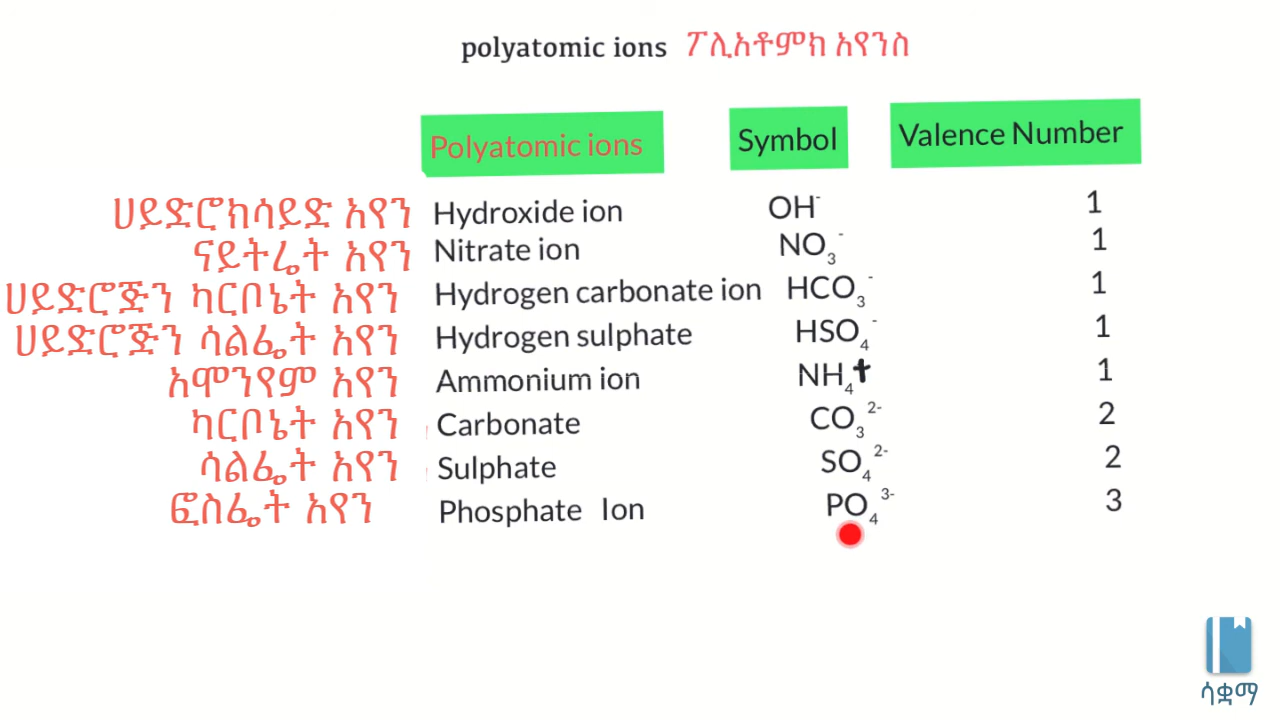 polyatomic ions ፖሊአቶምክ አየንስ
Polyatomic ions Symbol Valence Number
ሀይድሮክሳይድ አየን Hydroxide ion OH⁻ 1
ናይትሬት አየን Nitrate ion NO₃⁻ 1
ሀይድሮጅን ካርቦኔት አየን Hydrogen carbonate ion HCO₃⁻ 1
ሀይድሮጅን ሳልፌት አየን Hydrogen sulphate HSO₄⁻ 1
አሞንየም አየን Ammonium ion NH₄⁺ 1
ካርቦኔት አየን Carbonate CO₃²⁻ 2
ሳልፌት አየን Sulphate SO₄²⁻ 2
ፎስፌት አየን Phosphate Ion PO₄³⁻ 3
ሳቋማ